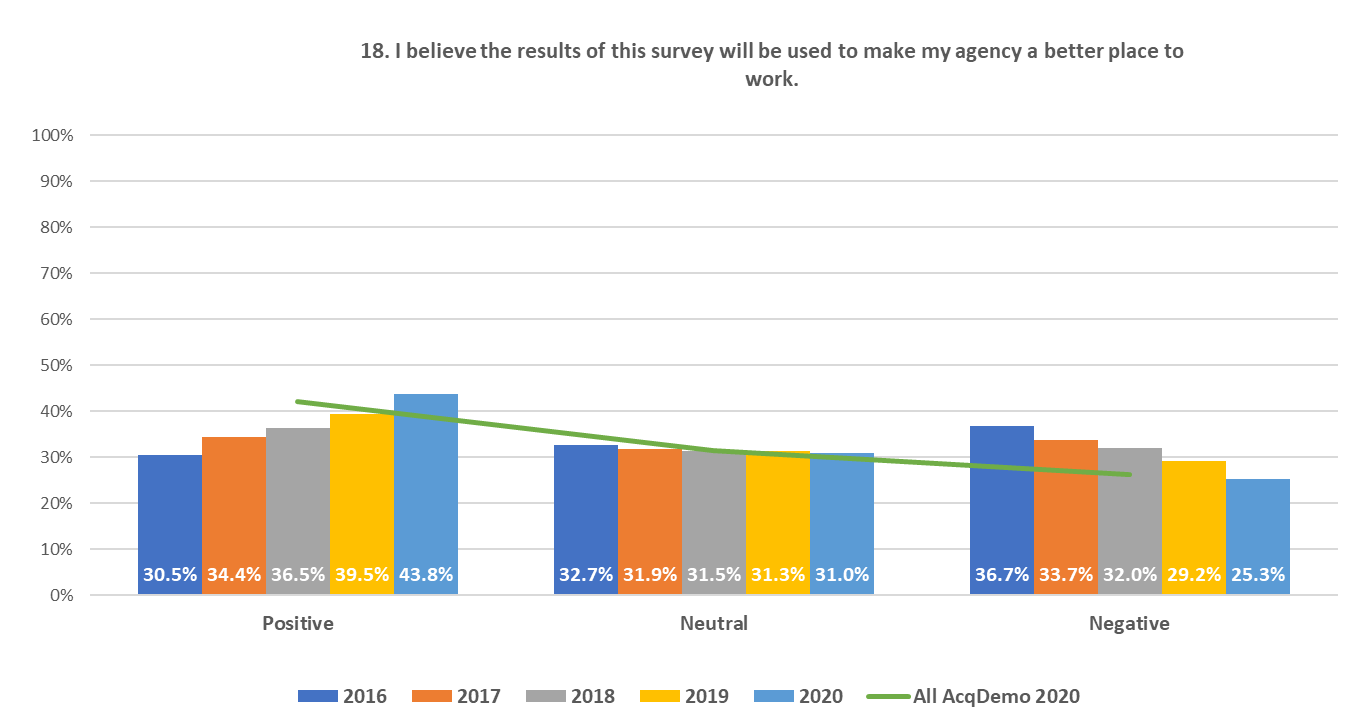 18. I believe the results of this survey will be used to make my agency a better place to
work.
100%
90%
80%
70%
60%
50%
40%
30%
20%
10%
0%
30.5% 34.4% 36.5% 39.5% 43.8%
32.7% 31.9% 31.5% 31.3% 31.0%
36.7% 33.7% 32.0% 29.2% 25.3%
Positive Neutral Negative
2016 2017 2018 2019 2020 All AcqDemo 2020